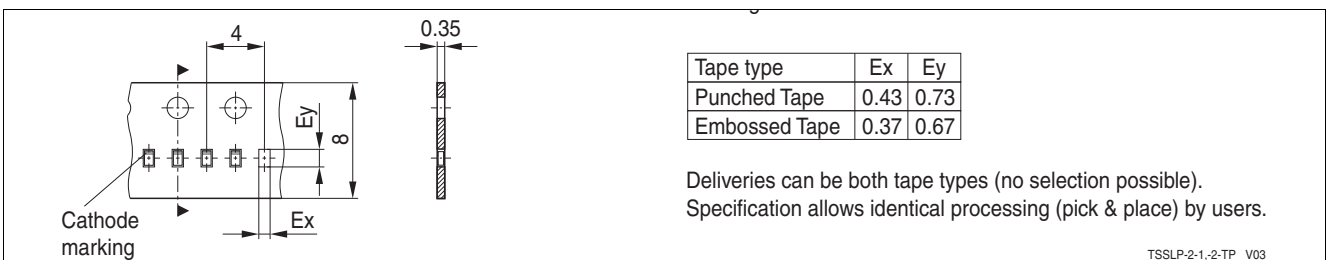 4
0.35
Ey
8
Ex
Cathode
marking
Tape type Ex Ey
Punched Tape 0.43 0.73
Embossed Tape 0.37 0.67
Deliveries can be both tape types (no selection possible).
Specification allows identical processing (pick & place) by users.
TSSLP-2-1,-2-TP V03